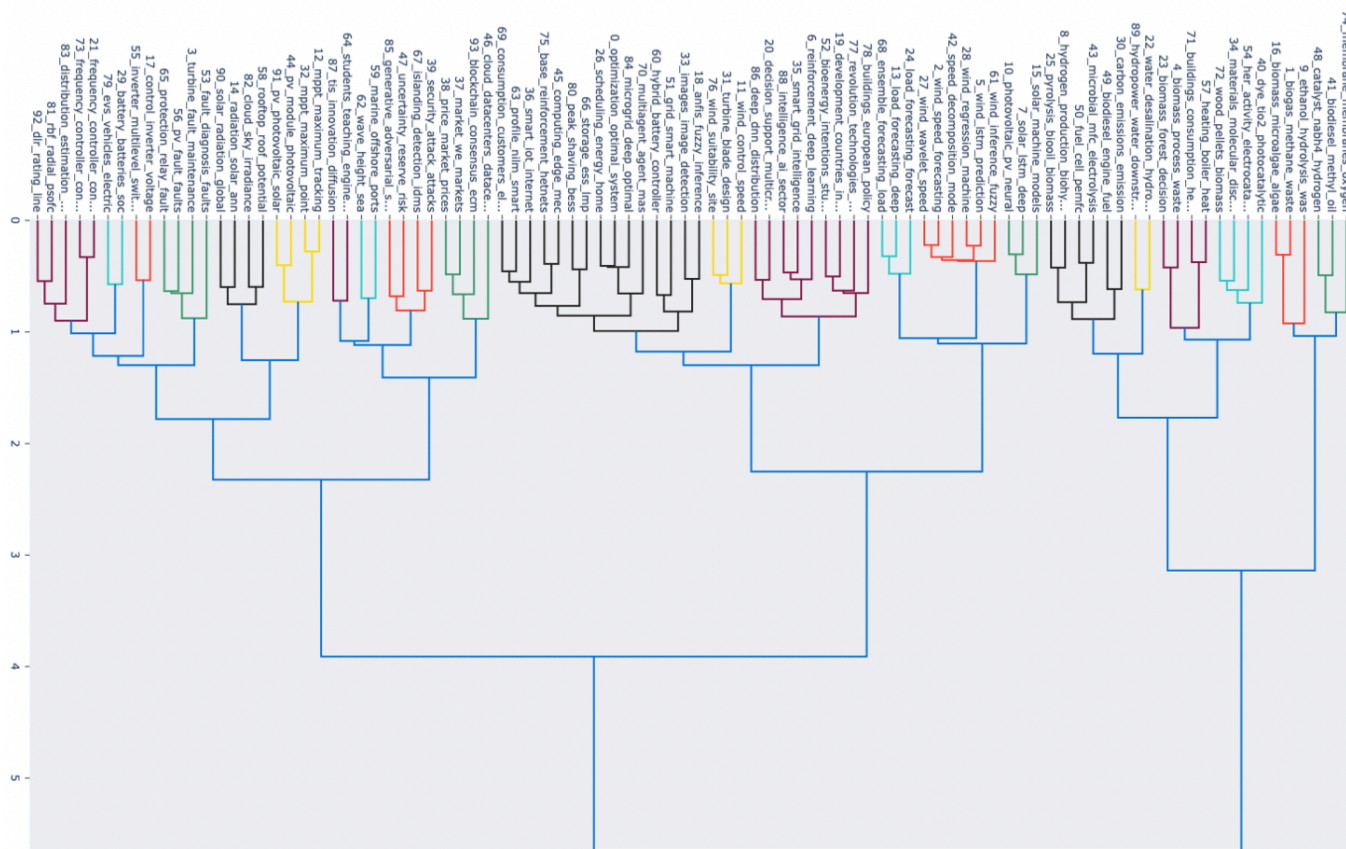 92_dlr_rating_line
81_rbf_radial_psofc
83_distribution_estimation_...
73_frequency_controller_con...
21_frequency_controller_con...
79_evs_vehicles_electric
29_battery_batteries_soc
55_inverter_multilevel_swit...
17_control_inverter_voltage
65_protection_relay_fault
56_pv_fault_faults
3_turbine_fault_maintenance
53_fault_diagnosis_faults
90_solar_radiation_global
14_radiation_solar_ann
82_cloud_sky_irradiance
58_rooftop_roof_potential
91_pv_photovoltaic_solar
44_pv_module_photovoltaic
32_mppt_maximum_point
12_mppt_maximum_tracking
87_tis_innovation_diffusion
64_students_teaching_engine...
62_wave_height_sea
59_marine_offshore_ports
85_generative_adversarial_s...
47_uncertainty_reserve_risk
67_islanding_detection_idms
39_security_attack_attacks
38_price_market_prices
37_market_we_markets
93_blockchain_consensus_ecm
46_cloud_datacenters_datace...
69_consumption_customers_el...
63_profile_nilm_smart
36_smart_iot_internet
75_base_reinforcement_hetnets
45_computing_edge_mec
80_peak_shaving_bess
66_storage_ess_lmp
26_scheduling_energy_home
0_optimal_optimal_system
84_microgrid_deep_optimal
70_multiagent_agent_mas
60_hybrid_battery_controller
51_grid_smart_machine
33_images_image_detection
18_anfis_fuzzy_inference
76_wind_suitability_site
31_turbine_blade_design
11_wind_control_speed
86_deep_dnn_distribution
20_decision_support_multicr...
88_intelligence_ai_sector
35_smart_grid_intelligence
6_reinforcement_deep_learning
52_bioenergy_intentions_stu...
19_development_countries_in...
77_revolution_technologies_...
78_buildings_european_policy
68_ensemble_forecasting_load
13_load_forecasting_deep
24_load_forecasting_forecast
27_wind_wavelet_speed
2_wind_speed_forecasting
42_speed_decomposition_mode
28_wind_regression_machine
5_wind_lstm_prediction
61_wind_inference_fuzzy
10_photovoltaic_pv_neural
7_solar_lstm_deep
15_solar_machine_models
25_pyrolysis_biochar_biomass
8_hydrogen_production_biohy...
50_fuel_cell_pemfc
43_microbial_mfc_electrolysis
49_biodiesel_engine_fuel
30_carbon_emissions_emission
89_hydropower_water_downstr...
22_water_desalination_hydro...
23_biomass_forest_decision
4_biomass_process_waste
71_buildings_consumption_he...
57_heating_boiler_heat
72_wood_pellets_biomass
34_materials_molecular_disc...
54_her_activity_electrocata...
40_dye_tio2_photocatalytic
16_biomass_microalgae_algae
1_biogas_methane_waste
9_ethanol_hydrolysis_was
48_catalyst_nabh4_hydrogen
41_biodiesel_methyl_oil
0
1
2
3
4
5